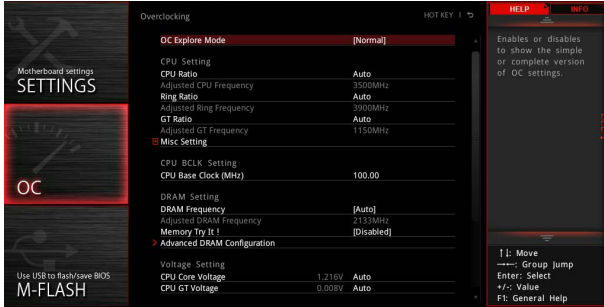 Overclocking
HOT KEY
HELP
INFO
OC Explore Mode [Normal]
CPU Setting
CPU Ratio Auto
Adjusted CPU Frequency 3500MHz
Ring Ratio Auto
Adjusted Ring Frequency 3900MHz
GT Ratio Auto
Adjusted GT Frequency 1150MHz
Misc Setting
CPU BCLK Setting
CPU Base Clock (MHz) 100.00
DRAM Setting
DRAM Frequency [Auto]
Adjusted DRAM Frequency 2133MHz
Memory Try It ! [Disabled]
Advanced DRAM Configuration
Voltage Setting
CPU Core Voltage 1.216V Auto
CPU GT Voltage 0.008V Auto
Motherboard settings
SETTINGS
OC
Use USB to flash/save BIOS
M-FLASH
Enables or disables
to show the simple
or complete version
of OC settings.
↑↓: Move
→←: Group Jump
Enter: Select
+/-: Value
F1: General Help